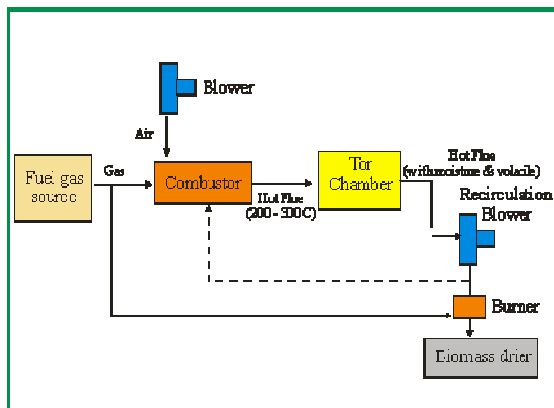 Blower
Air
Gas
Fuel gas
source
Combustor
Hot Flue
(200 - 300C)
Tor
Chamber
Hot Flue
(with moisture & volatile)
Recirculation
Blower
Burner
Biomass drier